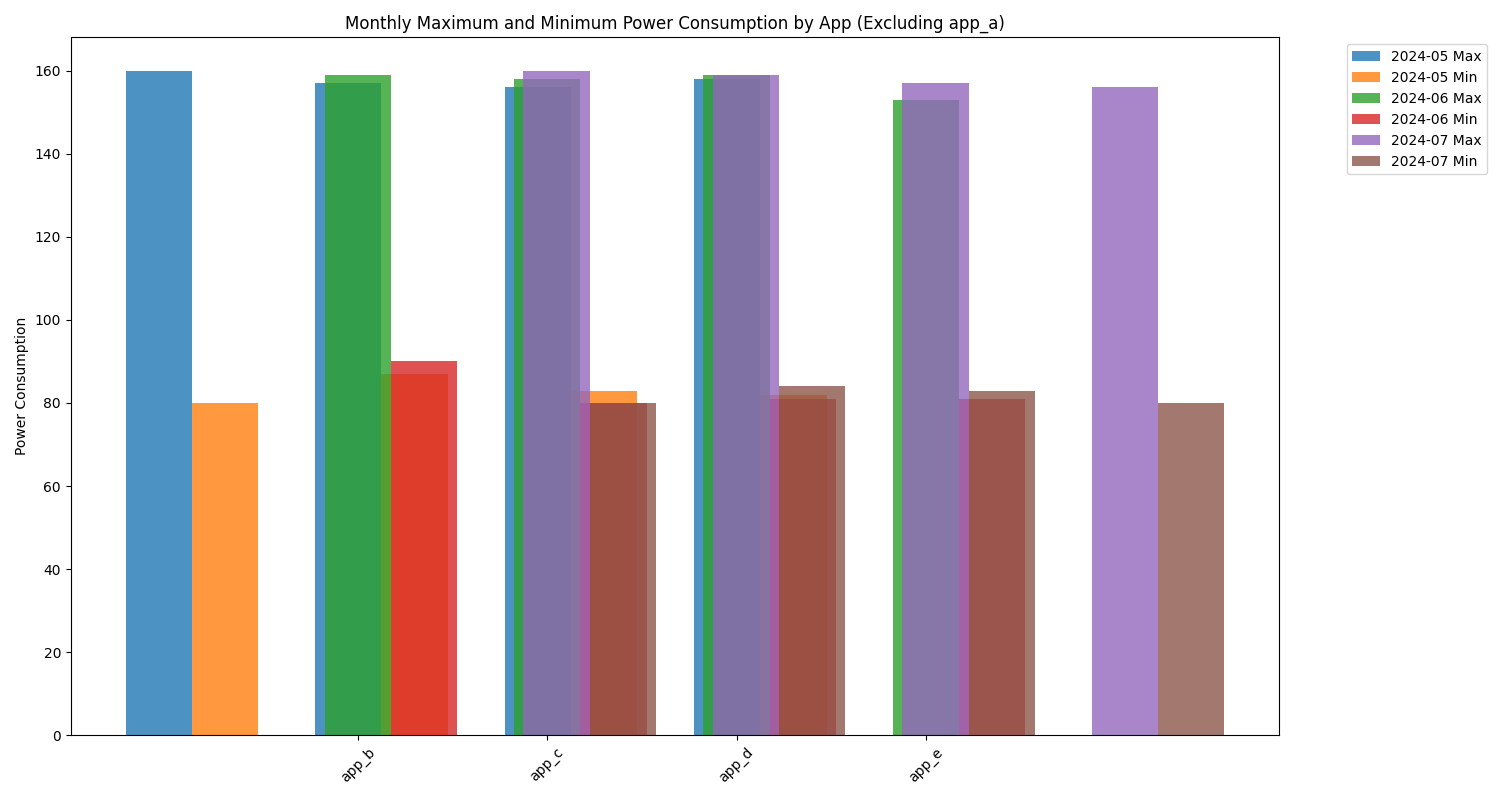 Monthly Maximum and Minimum Power Consumption by App (Excluding app_a)
Power Consumption
160
140
120
100
80
60
40
20
0
app_b
app_c
app_d
app_e
2024-05 Max
2024-05 Min
2024-06 Max
2024-06 Min
2024-07 Max
2024-07 Min